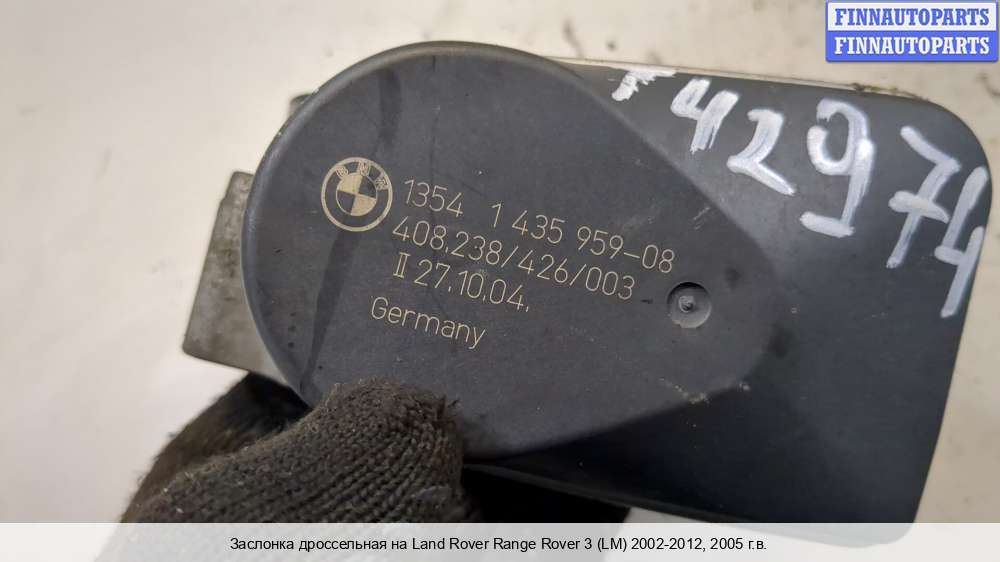 FINNAUTOPARTS
FINNAUTOPARTS
42974
BMW
1354 1 435 959-08
408.238/426/003
II 27.10.04.
Germany
Заслонка дроссельная на Land Rover Range Rover 3 (LM) 2002-2012, 2005 г.в.